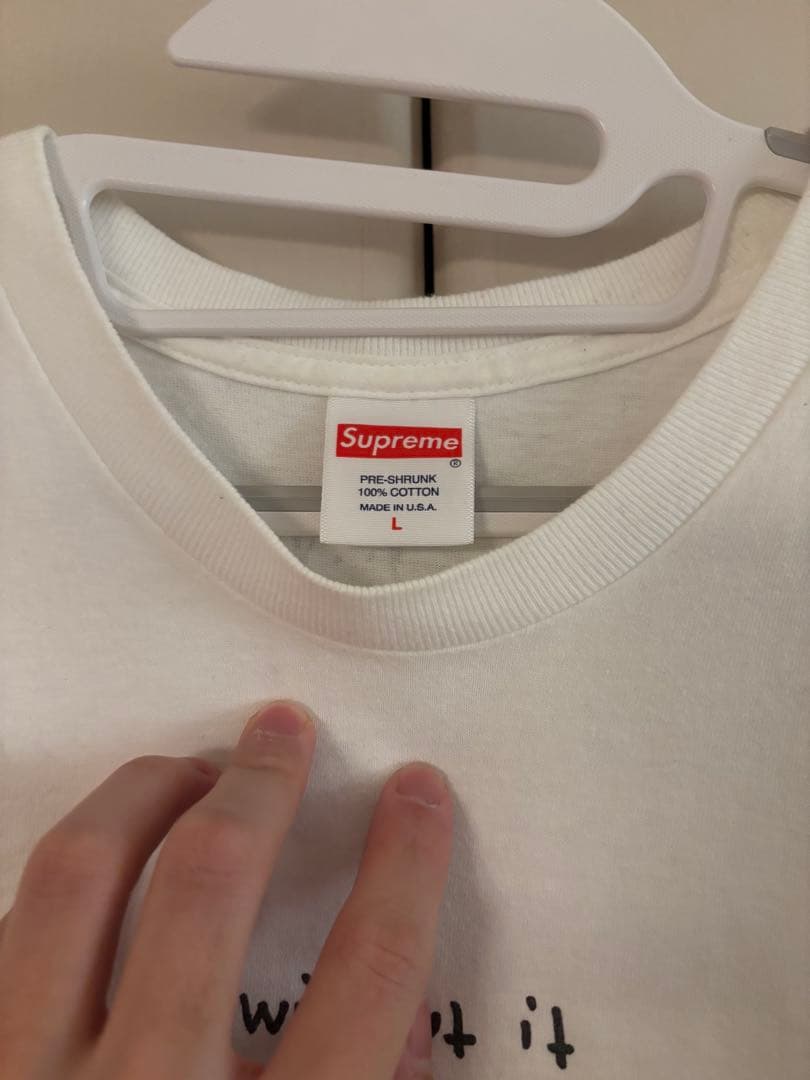 Supreme
®
PRE-SHRUNK
100% COTTON
MADE IN U.S.A.
L
it